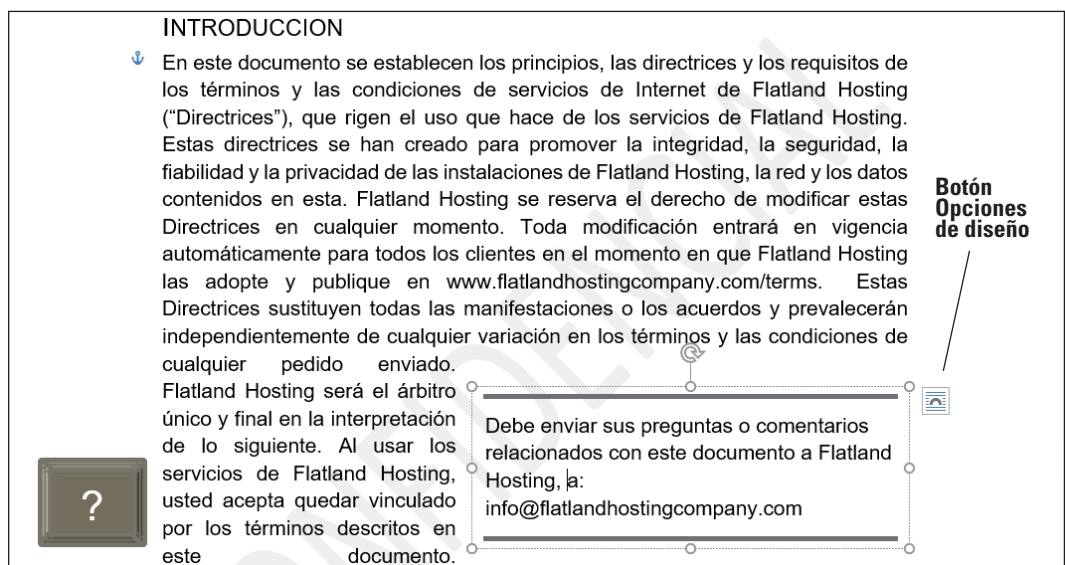 INTRODUCCION
En este documento se establecen los principios, las directrices y los requisitos de
los términos y las condiciones de servicios de Internet de Flatland Hosting
(“Directrices”), que rigen el uso que hace de los servicios de Flatland Hosting.
Estas directrices se han creado para promover la integridad, la seguridad, la
fiabilidad y la privacidad de las instalaciones de Flatland Hosting, la red y los datos
contenidos en esta. Flatland Hosting se reserva el derecho de modificar estas
Directrices en cualquier momento. Toda modificación entrará en vigencia
automáticamente para todos los clientes en el momento en que Flatland Hosting
las adopte y publique en www.flatlandhostingcompany.com/terms. Estas
Directrices sustituyen todas las manifestaciones o los acuerdos y prevalecerán
independientemente de cualquier variación en los términos y las condiciones de
cualquier pedido enviado.
Flatland Hosting será el árbitro
único y final en la interpretación
de lo siguiente. Al usar los
servicios de Flatland Hosting,
usted acepta quedar vinculado
por los términos descritos en
este documento.
Debe enviar sus preguntas o comentarios
relacionados con este documento a Flatland
Hosting, a:
info@flatlandhostingcompany.com
Botón
Opciones
de diseño
?
CONFIDENCIAL